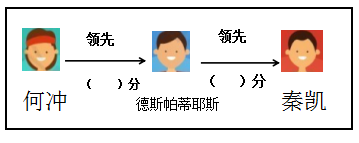 领先 领先
（ ）分 （ ）分
何冲 德斯帕蒂耶斯 秦凯